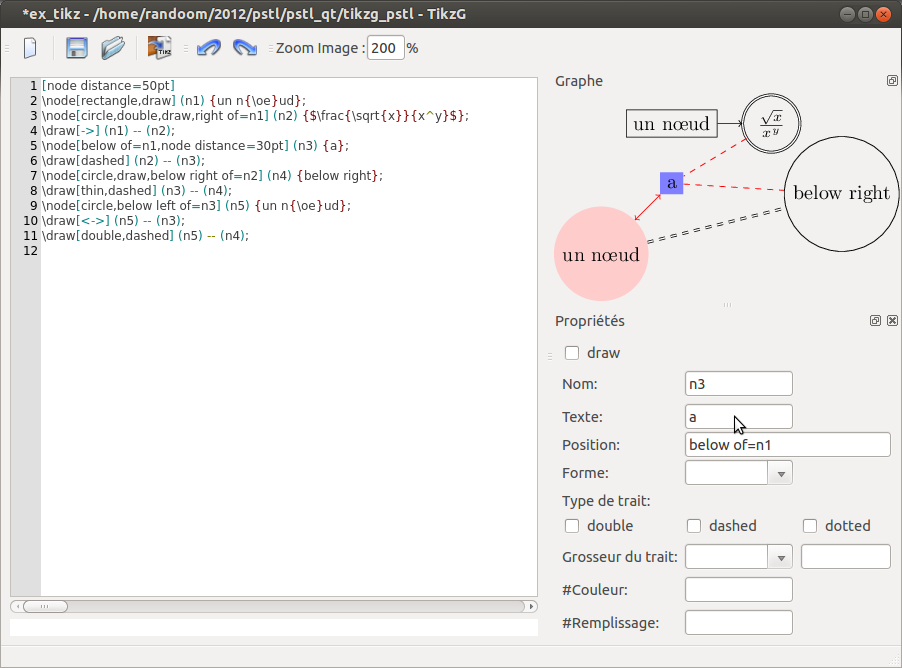 *ex_tikz - /home/randoom/2012/pstl/pstl_qt/tikzg_pstl - TikzG
TikZ Zoom Image : 200 %
1 [node distance=50pt]
2 \node[rectangle,draw] (n1) {un n{\oe}ud};
3 \node[circle,double,draw,right of=n1] (n2) {$\frac{\sqrt{x}}{x^y}$};
4 \draw[->] (n1) -- (n2);
5 \node[below of=n1,node distance=30pt] (n3) {a};
6 \draw[dashed] (n2) -- (n3);
7 \node[circle,draw,below right of=n2] (n4) {below right};
8 \draw[thin,dashed] (n3) -- (n4);
9 \node[circle,below left of=n3] (n5) {un n{\oe}ud};
10 \draw[<->] (n5) -- (n3);
11 \draw[double,dashed] (n5) -- (n4);
12
Graphe
un nœud
√x
x^y
a
below right
un nœud
Propriétés
draw
Nom: n3
Texte: a
Position: below of=n1
Forme:
Type de trait:
double dashed dotted
Grosseur du trait:
#Couleur:
#Remplissage: